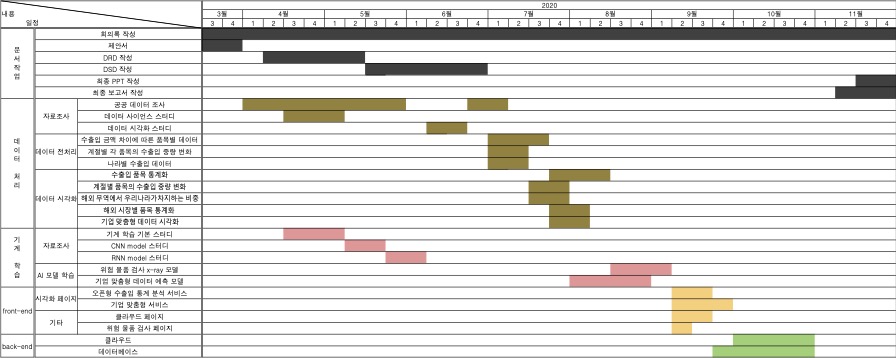 2020
내용
일정
3월 4월 5월 6월 7월 8월 9월 10월 11월
3 4 1 2 3 4 1 2 3 4 1 2 3 4 1 2 3 4 1 2 3 4 1 2 3 4 1 2 3 4 1 2 3 4
문서작업
회의록 작성
제안서
DRD 작성
DSD 작성
최종 PPT 작성
최종 보고서 작성
데이터 처리
자료조사
공공 데이터 조사
데이터 사이언스 스터디
데이터 시각화 스터디
데이터 전처리
수출입 금액 차이에 따른 품목별 데이터
계절별 각 품목의 수출입 중량 변화
나라별 수출입 데이터
데이터 시각화
수출입 품목 통계화
계절별 품목의 수출입 중량 변화
해외 무역에서 우리나라가차지하는 비중
해외 시장별 품목 통계화
기업 맞춤형 데이터 시각화
기계 학습
자료조사
기계 학습 기본 스터디
CNN model 스터디
RNN model 스터디
AI 모델 학습
위험 물품 검사 x-ray 모델
기업 맞춤형 데이터 예측 모델
front-end
시각화 페이지
오픈형 수출입 통계 분석 서비스
기업 맞춤형 서비스
기타
클라우드 페이지
위험 물품 검사 페이지
back-end
클라우드
데이터베이스